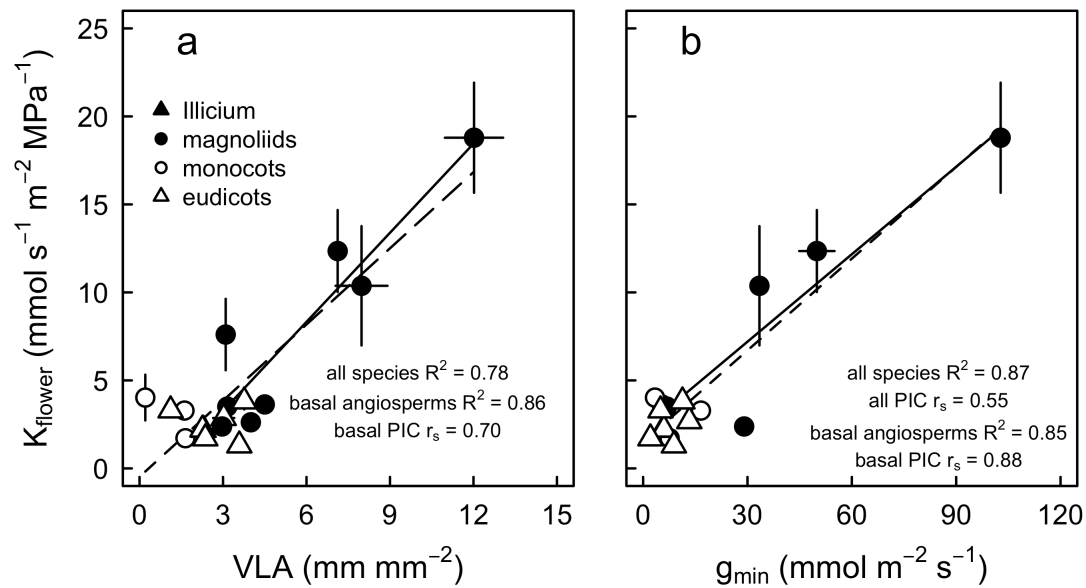 a
b
Illicium
magnoliids
monocots
eudicots
all species R² = 0.78
basal angiosperms R² = 0.86
basal PIC rₛ = 0.70
all species R² = 0.87
all PIC rₛ = 0.55
basal angiosperms R² = 0.85
basal PIC rₛ = 0.88
25
20
15
10
5
0
K_flower (mmol s⁻¹ m⁻² MPa⁻¹)
0 3 6 9 12 15
0 30 60 90 120
VLA (mm mm⁻²)
g_min (mmol m⁻² s⁻¹)